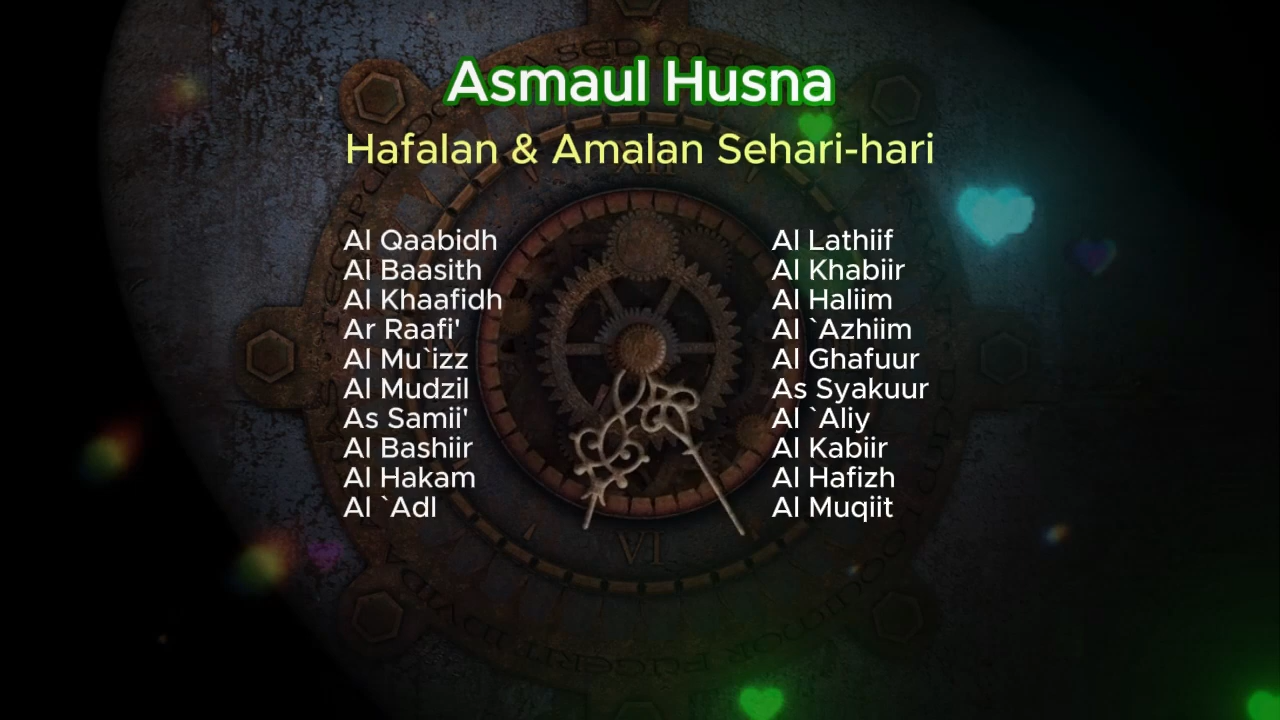 Asmaul Husna
Hafalan & Amalan Sehari-hari
Al Qaabidh
Al Baasith
Al Khaafidh
Ar Raafi'
Al Mu`izz
Al Mudzil
As Samii'
Al Bashiir
Al Hakam
Al `Adl
Al Lathiif
Al Khabiir
Al Haliim
Al `Azhiim
Al Ghafuur
As Syakuur
Al `Aliy
Al Kabiir
Al Hafizh
Al Muqiit
VI